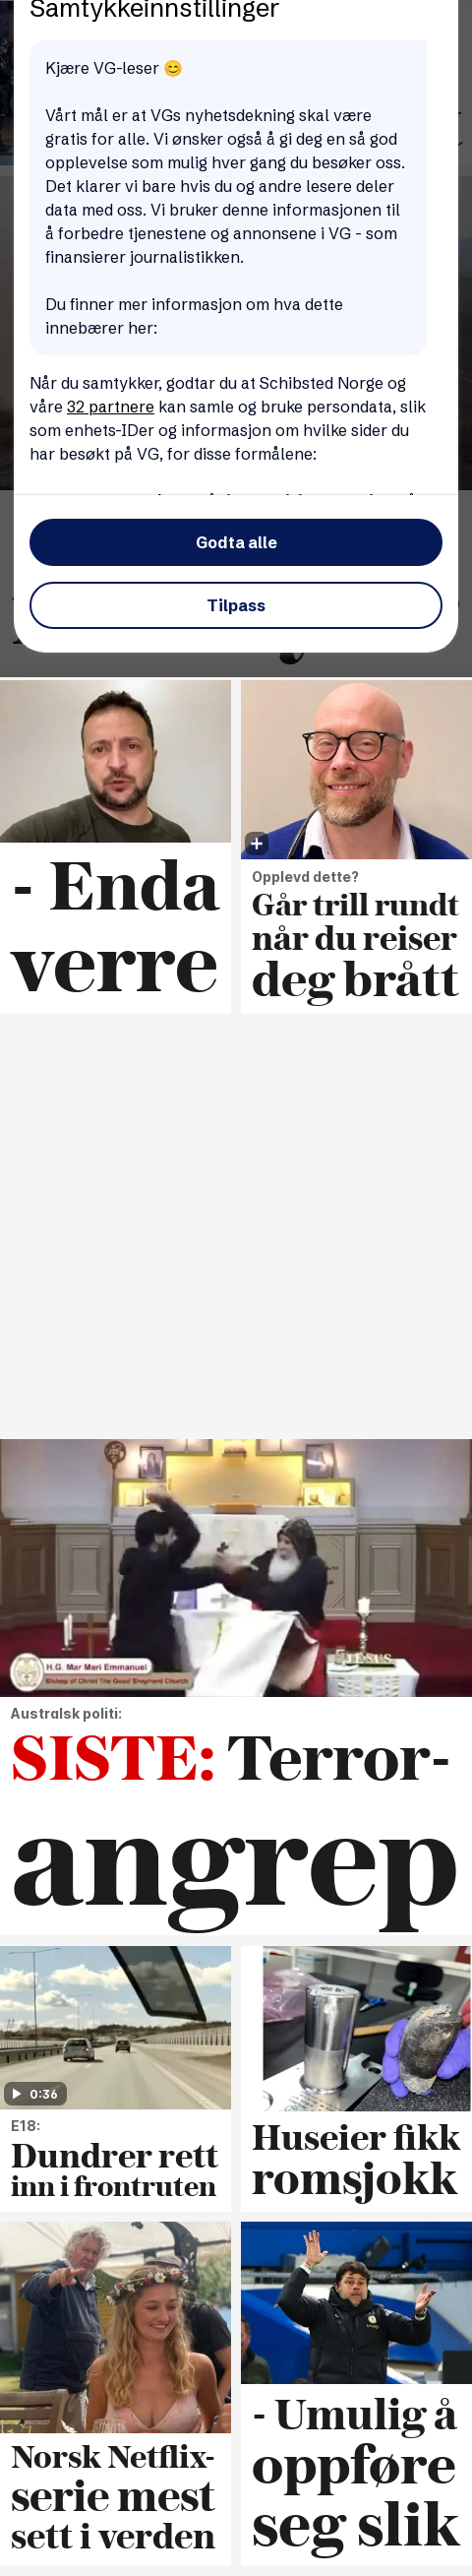 Samtykkeinnstillinger
Kjære VG-leser 😊
Vårt mål er at VGs nyhetsdekning skal være
gratis for alle. Vi ønsker også å gi deg en så god
opplevelse som mulig hver gang du besøker oss.
Det klarer vi bare hvis du og andre lesere deler
data med oss. Vi bruker denne informasjonen til
å forbedre tjenestene og annonsene i VG - som
finansierer journalistikken.
Du finner mer informasjon om hva dette
innebærer her:
Når du samtykker, godtar du at Schibsted Norge og
våre 32 partnere kan samle og bruke persondata, slik
som enhets-IDer og informasjon om hvilke sider du
har besøkt på VG, for disse formålene:
Godta alle
Tilpass
- Enda
verre
Opplevd dette?
Går trill rundt
når du reiser
deg brått
H.G. Mar Mari Emmanuel
Bishop of Christ The Good Shepherd Church
JESUS
Australsk politi:
SISTE: Terror-
angrep
0:36
E18:
Dundrer rett
inn i frontruten
Huseier fikk
romsjokk
Norsk Netflix-
serie mest
sett i verden
- Umulig å
oppføre
seg slik